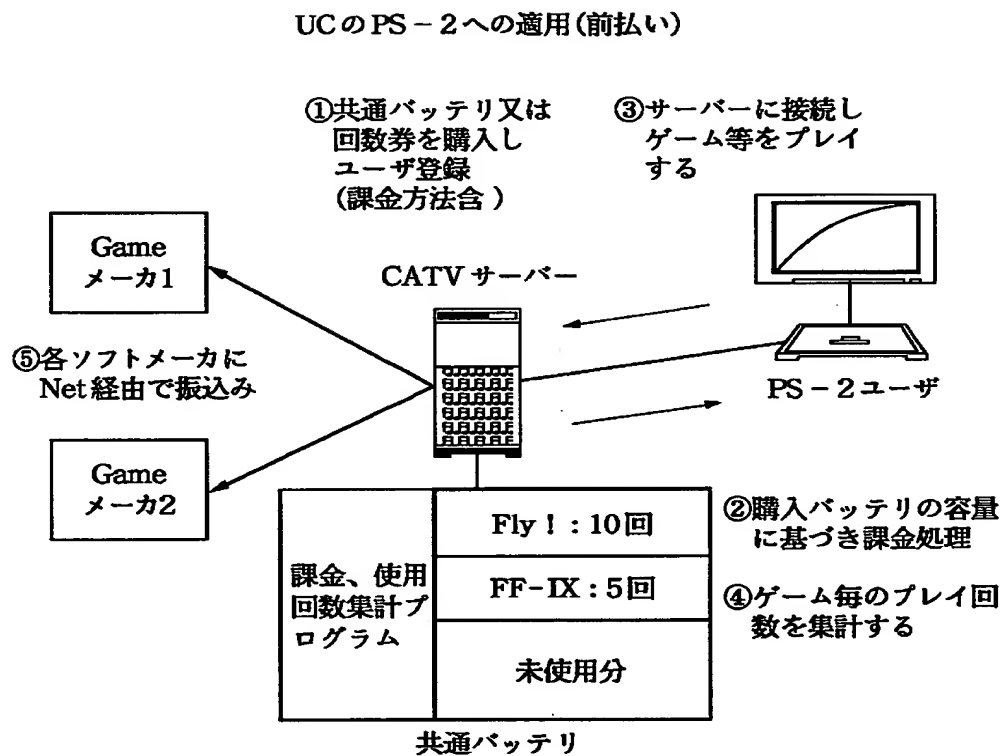 UCのPS－2への適用(前払い)
①共通バッテリ又は
回数券を購入し
ユーザ登録
(課金方法含)
③サーバーに接続し
ゲーム等をプレイ
する
Game
メーカ1
CATVサーバー
⑤各ソフトメーカに
Net経由で振込み
PS－2ユーザ
Game
メーカ2
課金、使用
回数集計プ
ログラム
Fly！：10回
FF-IX：5回
未使用分
②購入バッテリの容量
に基づき課金処理
④ゲーム毎のプレイ回
数を集計する
共通バッテリ